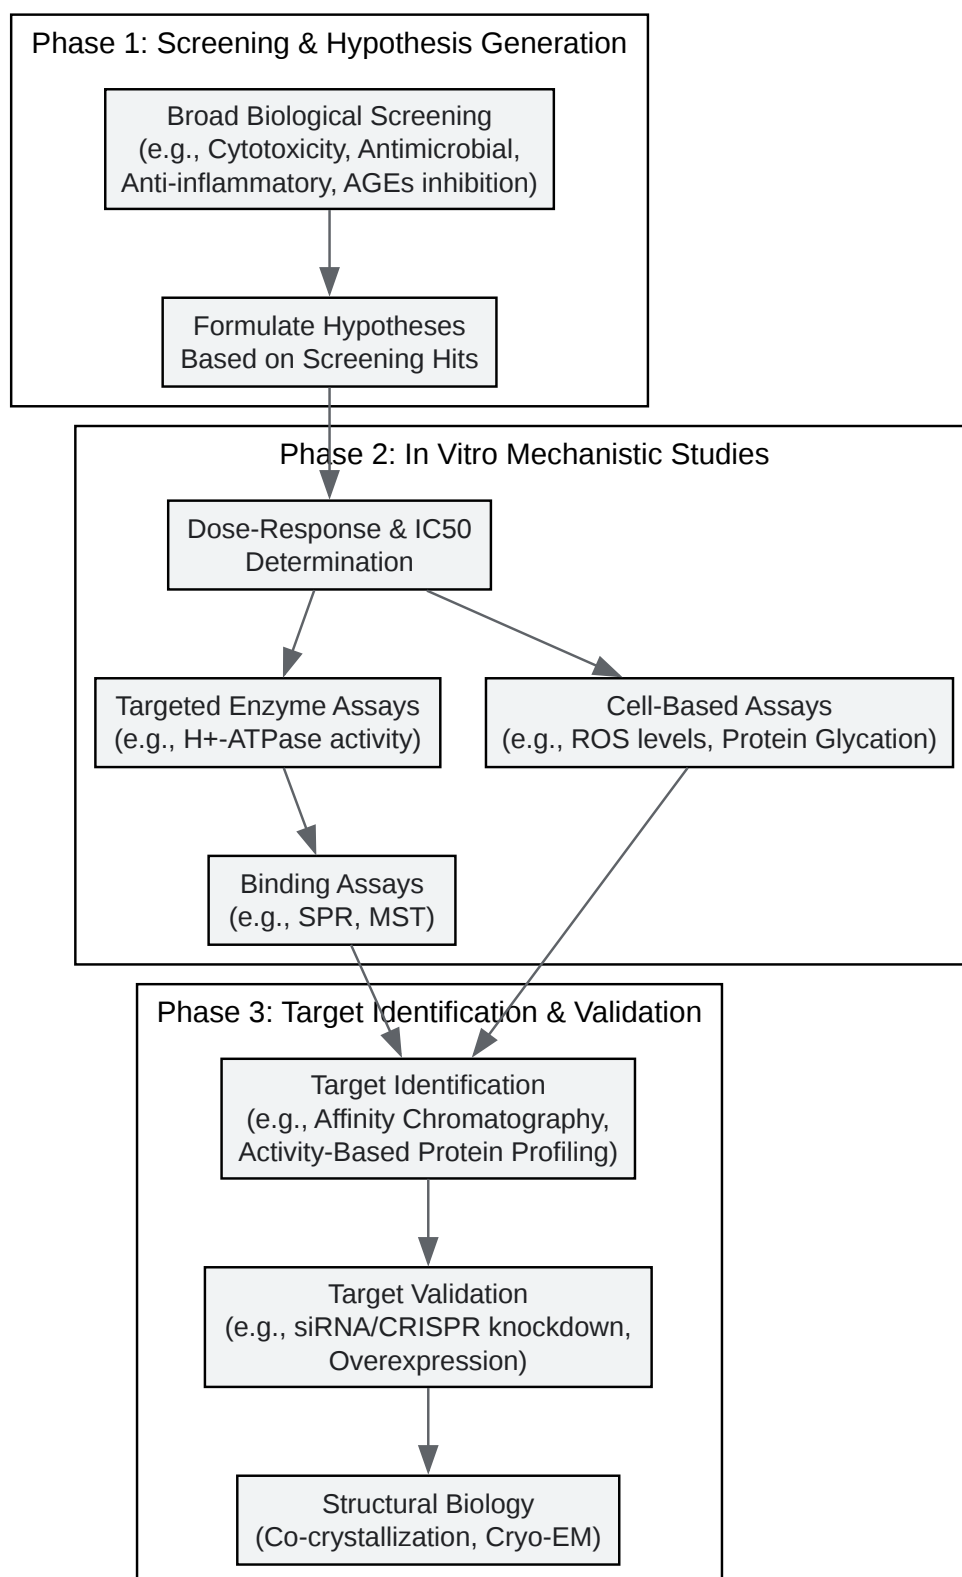 Phase 1: Screening & Hypothesis Generation
Broad Biological Screening
(e.g., Cytotoxicity, Antimicrobial,
Anti-inflammatory, AGEs inhibition)
Formulate Hypotheses
Based on Screening Hits
Phase 2: In Vitro Mechanistic Studies
Dose-Response & IC50
Determination
Targeted Enzyme Assays
(e.g., H+-ATPase activity)
Cell-Based Assays
(e.g., ROS levels, Protein Glycation)
Binding Assays
(e.g., SPR, MST)
Phase 3: Target Identification & Validation
Target Identification
(e.g., Affinity Chromatography,
Activity-Based Protein Profiling)
Target Validation
(e.g., siRNA/CRISPR knockdown,
Overexpression)
Structural Biology
(Co-crystallization, Cryo-EM)